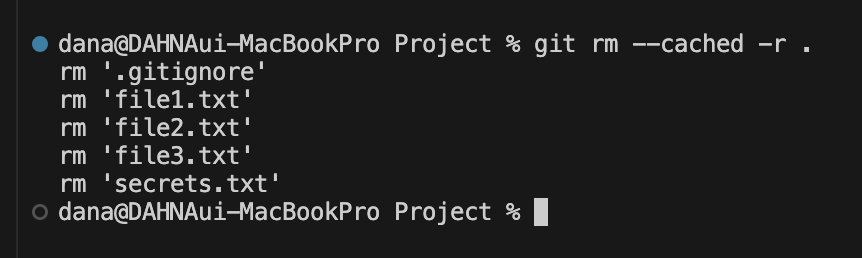 dana@DAHNAui-MacBookPro Project % git rm --cached -r .
rm '.gitignore'
rm 'file1.txt'
rm 'file2.txt'
rm 'file3.txt'
rm 'secrets.txt'
dana@DAHNAui-MacBookPro Project %